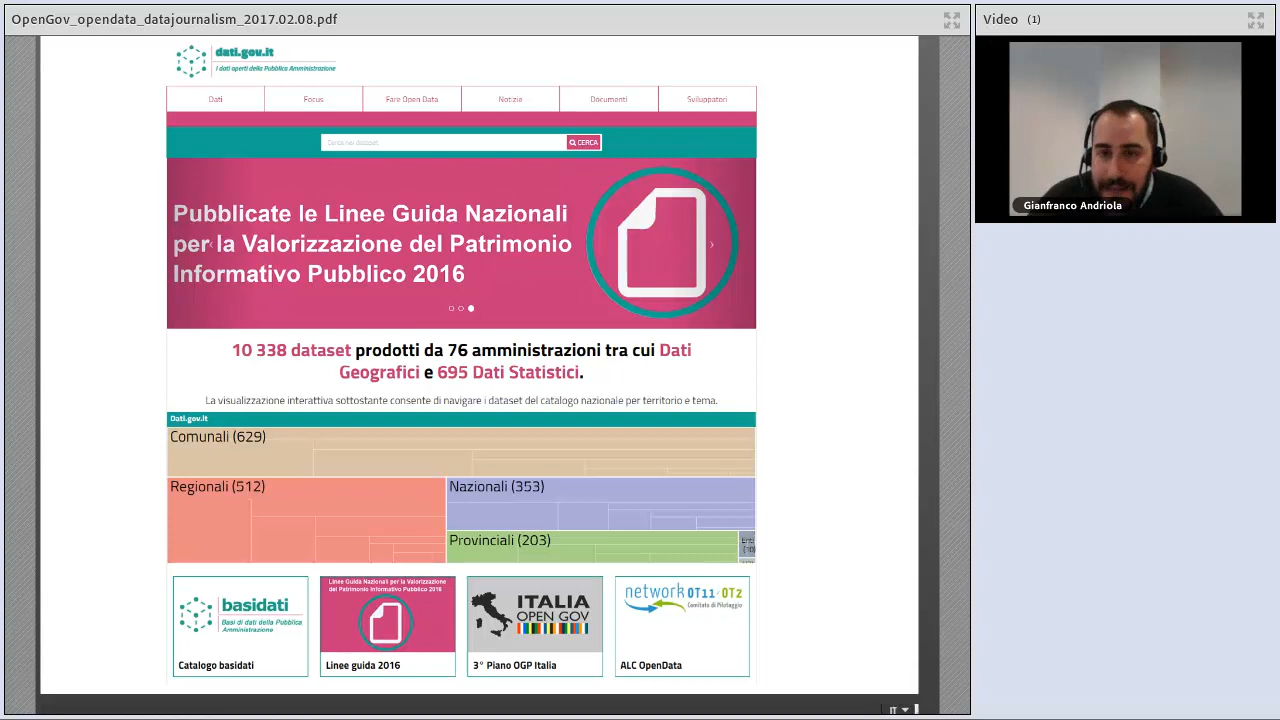 OpenGov_opendata_datajournalism_2017.02.08.pdf
Video (1)
dati.gov.it
I dati aperti della Pubblica Amministrazione
Dati
Focus
Fare Open Data
Notizie
Documenti
Sviluppatori
Cerca nei dataset
CERCA
Pubblicate le Linee Guida Nazionali
per la Valorizzazione del Patrimonio
Informativo Pubblico 2016
10 338 dataset prodotti da 76 amministrazioni tra cui Dati
Geografici e 695 Dati Statistici.
La visualizzazione interattiva sottostante consente di navigare i dataset del catalogo nazionale per territorio e tema.
Dati.gov.it
Comunali (629)
Regionali (512)
Nazionali (353)
Provinciali (203)
basidati
Basi di dati della Pubblica
Amministrazione
Catalogo basidati
Linee Guida Nazionali per la Valorizzazione
del Patrimonio Informativo Pubblico 2016
Linee guida 2016
ITALIA
OPEN GOV
3° Piano OGP Italia
network OT11·OT2
Comitato di Pilotaggio
ALC OpenData
Gianfranco Andriola
IT